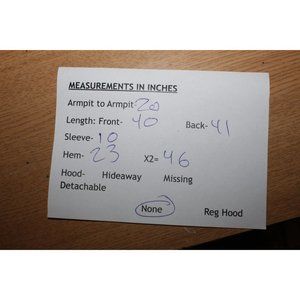 MEASUREMENTS IN INCHES
Armpit to Armpit- 20
Length: Front- 40 Back- 41
Sleeve- 10
Hem- 23 X2= 46
Hood- Hideaway Missing
Detachable
None Reg Hood